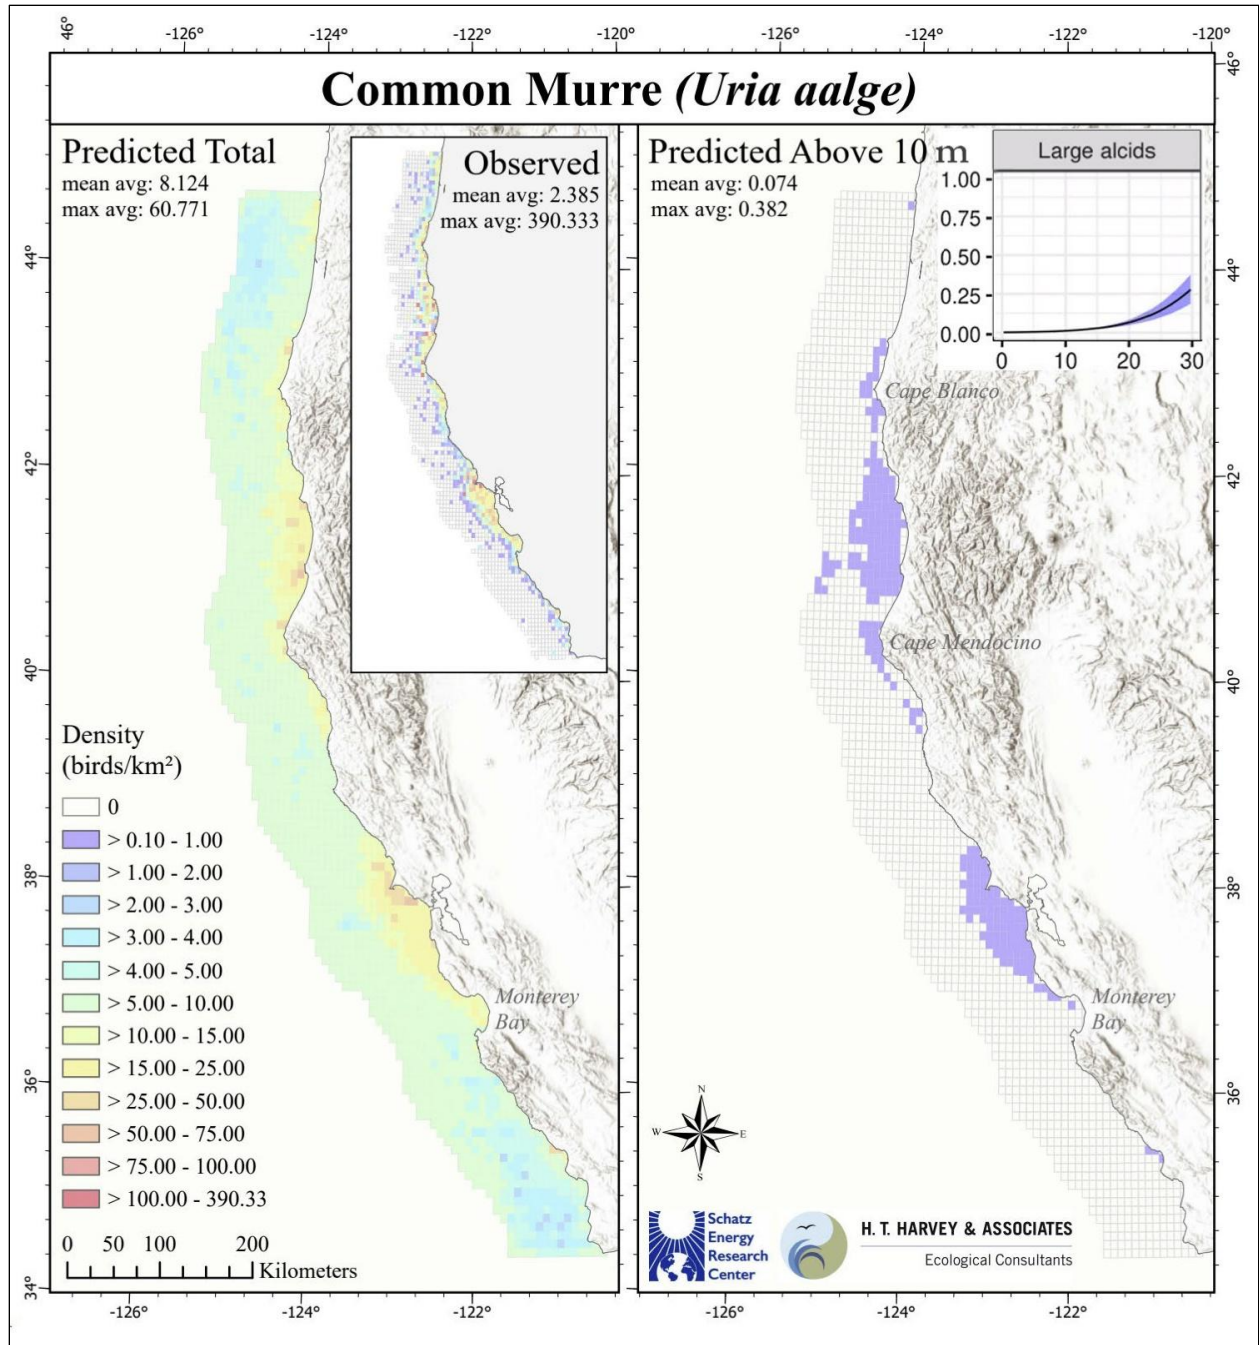 46°
-126°
-124°
-122°
-120°
-126°
-124°
-122°
-120°
46°
Common Murre (Uria aalge)
Predicted Total
mean avg: 8.124
max avg: 60.771
Observed
mean avg: 2.385
max avg: 390.333
Predicted Above 10 m
mean avg: 0.074
max avg: 0.382
Large alcids
1.00
0.75
0.50
0.25
0.00
0
10
20
30
44°
42°
40°
38°
36°
34°
44°
42°
40°
38°
36°
Cape Blanco
Cape Mendocino
Density
(birds/km²)
0
> 0.10 - 1.00
> 1.00 - 2.00
> 2.00 - 3.00
> 3.00 - 4.00
> 4.00 - 5.00
> 5.00 - 10.00
> 10.00 - 15.00
> 15.00 - 25.00
> 25.00 - 50.00
> 50.00 - 75.00
> 75.00 - 100.00
> 100.00 - 390.33
Monterey
Bay
Monterey
Bay
0 50 100 200
Kilometers
N
W E
S
Schatz
Energy
Research
Center
H. T. HARVEY & ASSOCIATES
Ecological Consultants
-126°
-124°
-122°
-126°
-124°
-122°